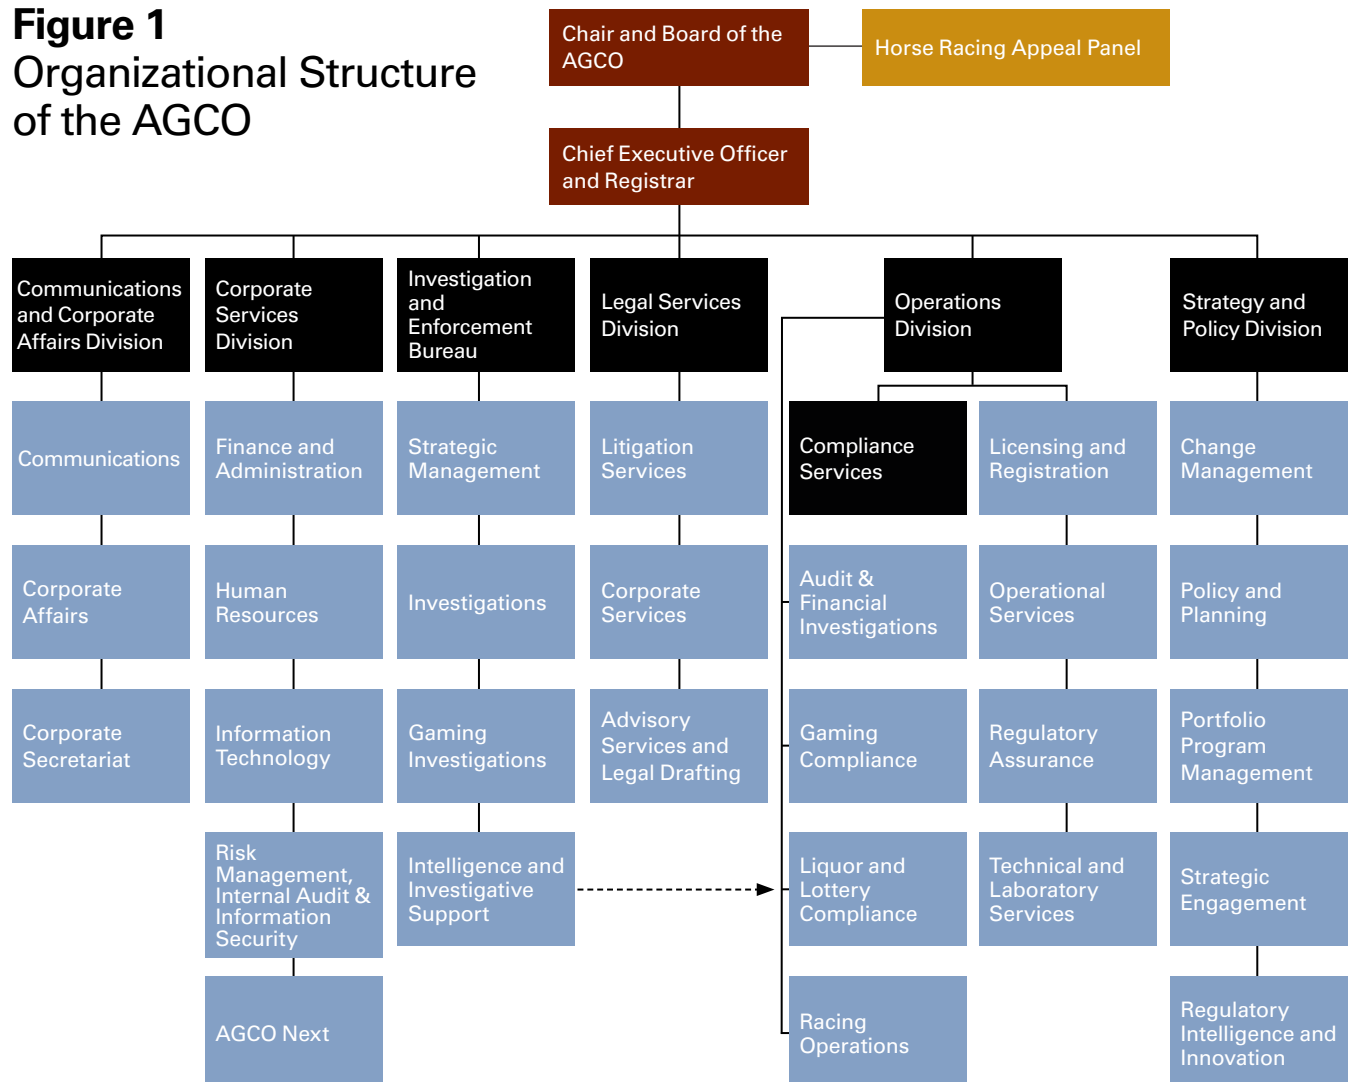 Figure 1
Organizational Structure
of the AGCO
Chair and Board of the
AGCO
Horse Racing Appeal Panel
Chief Executive Officer
and Registrar
Communications
and Corporate
Affairs Division
Corporate
Services
Division
Investigation
and
Enforcement
Bureau
Legal Services
Division
Operations
Division
Strategy and
Policy Division
Communications
Finance and
Administration
Strategic
Management
Litigation
Services
Compliance
Services
Licensing and
Registration
Change
Management
Corporate
Affairs
Human
Resources
Investigations
Corporate
Services
Audit &
Financial
Investigations
Operational
Services
Policy and
Planning
Corporate
Secretariat
Information
Technology
Gaming
Investigations
Advisory
Services and
Legal Drafting
Gaming
Compliance
Regulatory
Assurance
Portfolio
Program
Management
Risk
Management,
Internal Audit &
Information
Security
Intelligence and
Investigative
Support
Liquor and
Lottery
Compliance
Technical and
Laboratory
Services
Strategic
Engagement
AGCO Next
Racing
Operations
Regulatory
Intelligence and
Innovation